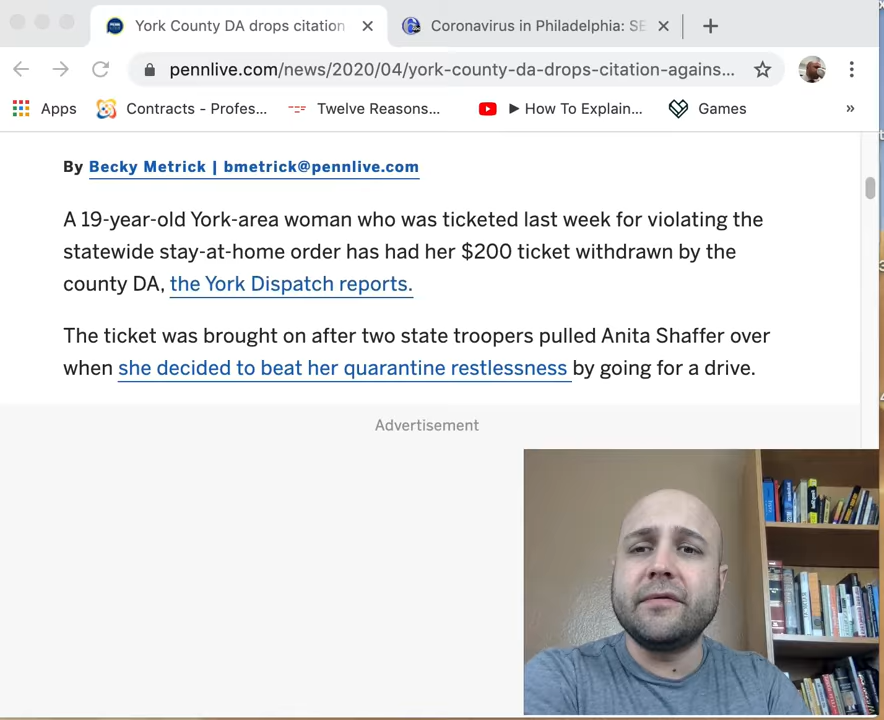 York County DA drops citation
Coronavirus in Philadelphia: SE
pennlive.com/news/2020/04/york-county-da-drops-citation-agains...
Apps
Contracts - Profes...
Twelve Reasons...
► How To Explain...
Games
»
By Becky Metrick | bmetrick@pennlive.com
A 19-year-old York-area woman who was ticketed last week for violating the
statewide stay-at-home order has had her $200 ticket withdrawn by the
county DA, the York Dispatch reports.
The ticket was brought on after two state troopers pulled Anita Shaffer over
when she decided to beat her quarantine restlessness by going for a drive.
Advertisement